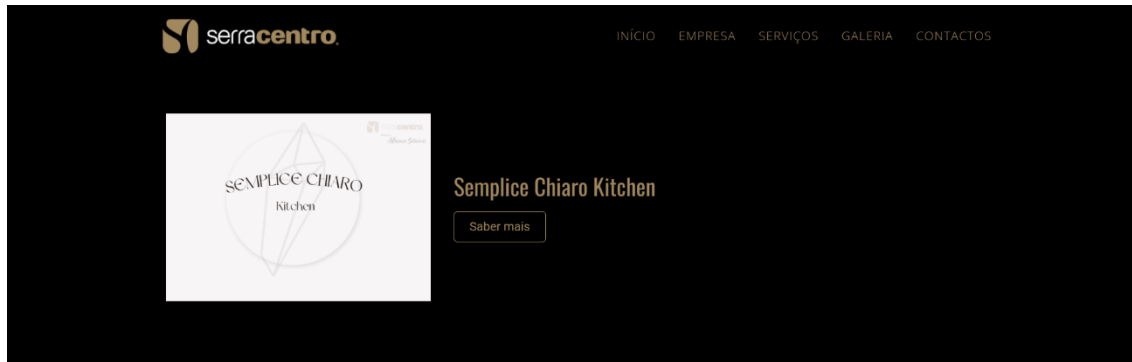 serracentro.
INÍCIO EMPRESA SERVIÇOS GALERIA CONTACTOS
SEMPLICE CHIARO
Kitchen
Semplice Chiaro Kitchen
Saber mais